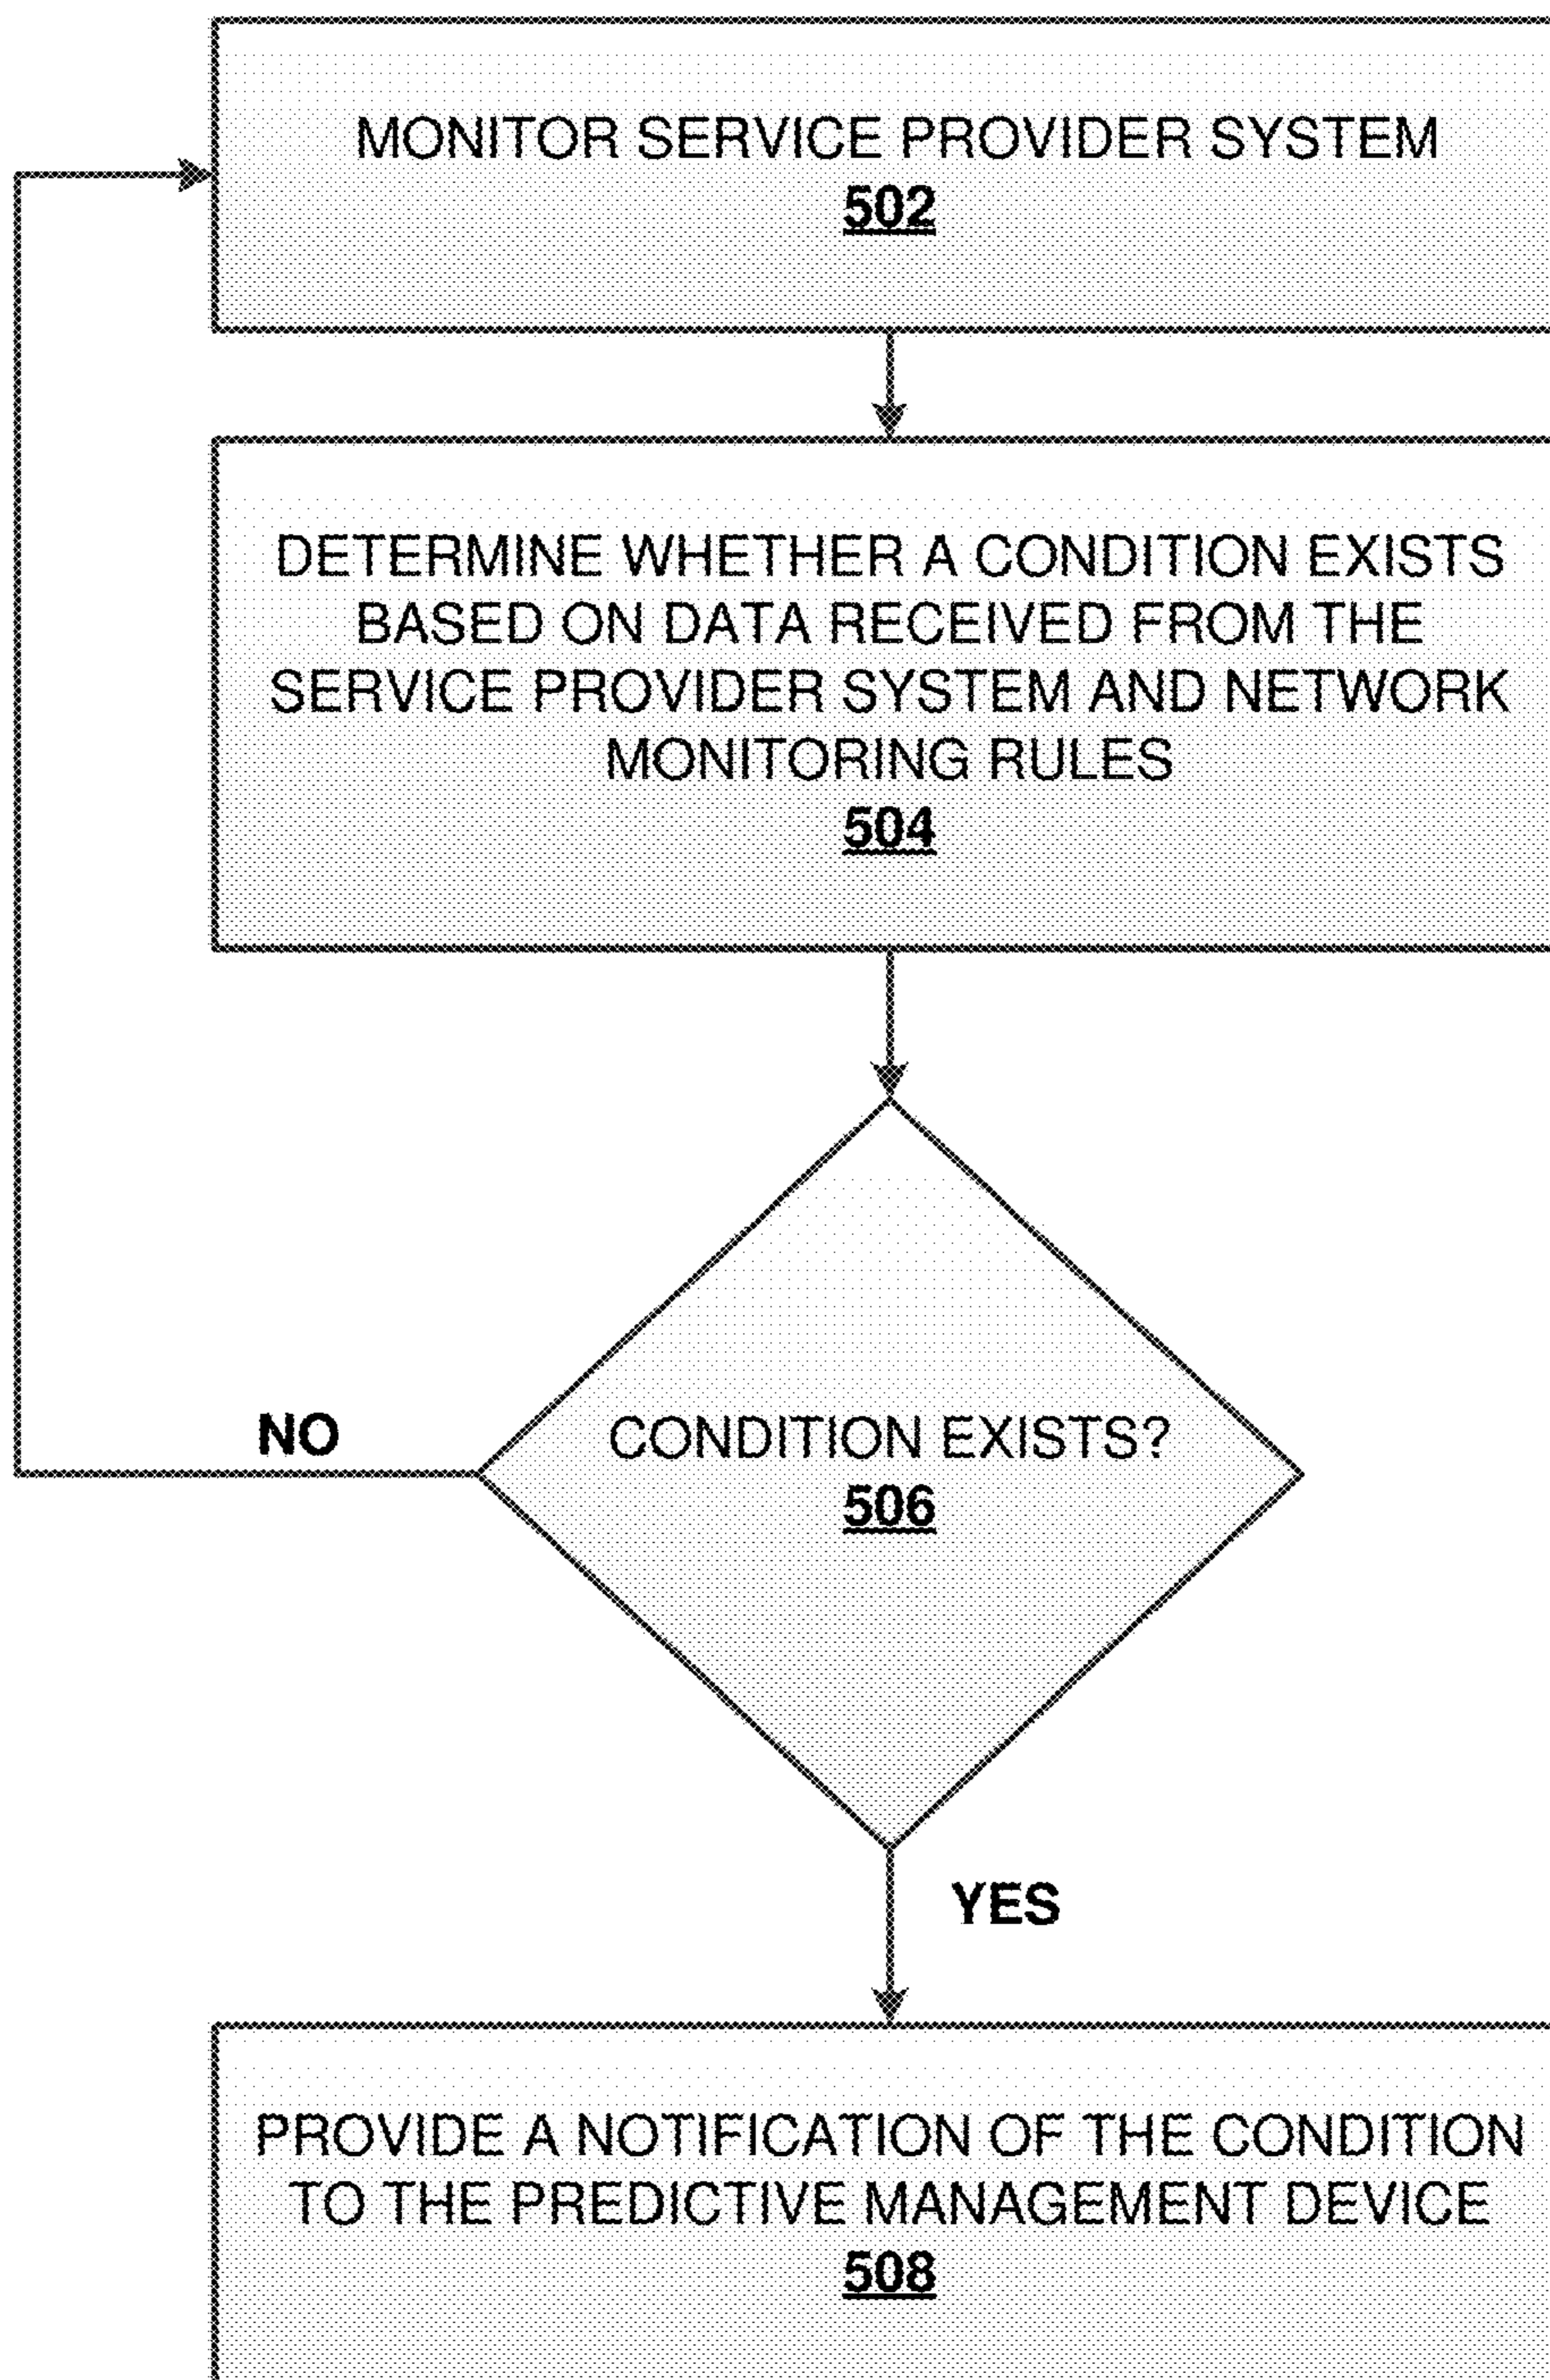 MONITOR SERVICE PROVIDER SYSTEM
502
DETERMINE WHETHER A CONDITION EXISTS
BASED ON DATA RECEIVED FROM THE
SERVICE PROVIDER SYSTEM AND NETWORK
MONITORING RULES
504
CONDITION EXISTS?
506
NO
YES
PROVIDE A NOTIFICATION OF THE CONDITION
TO THE PREDICTIVE MANAGEMENT DEVICE
508